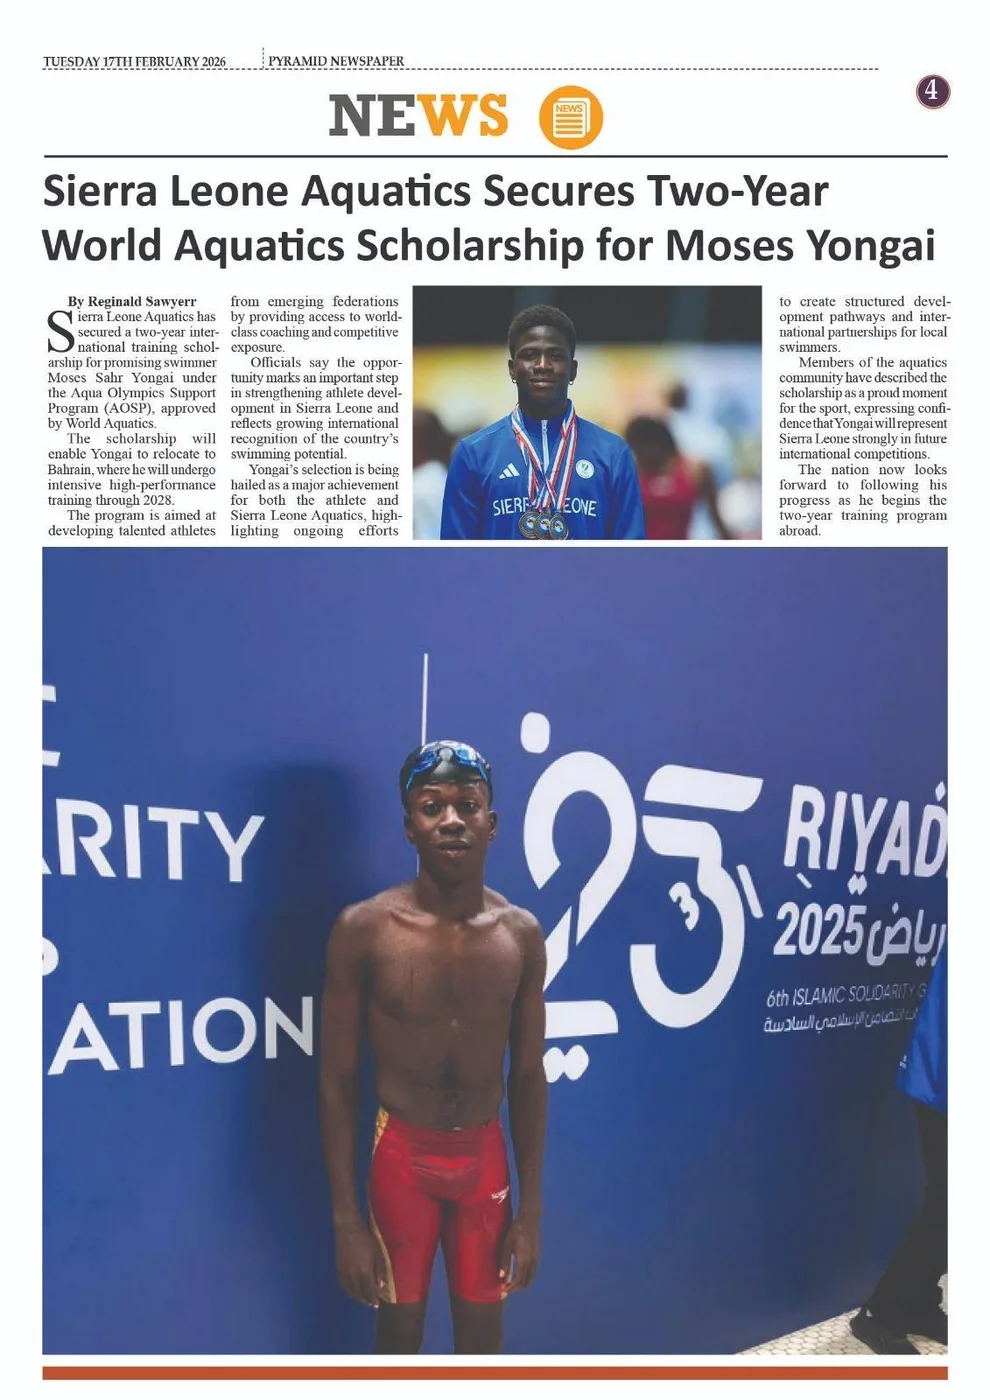 TUESDAY 17TH FEBRUARY 2026
PYRAMID NEWSPAPER
4
NEWS
NEWS
Sierra Leone Aquatics Secures Two-Year
World Aquatics Scholarship for Moses Yongai
By Reginald Sawyerr
Sierra Leone Aquatics has
secured a two-year inter-
national training schol-
arship for promising swimmer
Moses Sahr Yongai under
the Aqua Olympics Support
Program (AOSP), approved
by World Aquatics.
The scholarship will
enable Yongai to relocate to
Bahrain, where he will undergo
intensive high-performance
training through 2028.
The program is aimed at
developing talented athletes
from emerging federations
by providing access to world-
class coaching and competitive
exposure.
Officials say the oppor-
tunity marks an important step
in strengthening athlete devel-
opment in Sierra Leone and
reflects growing international
recognition of the country's
swimming potential.
Yongai's selection is being
hailed as a major achievement
for both the athlete and
Sierra Leone Aquatics, high-
lighting ongoing efforts
SIERR LEONE
to create structured devel-
opment pathways and inter-
national partnerships for local
swimmers.
Members of the aquatics
community have described the
scholarship as a proud moment
for the sport, expressing confi-
dence that Yongai will represent
Sierra Leone strongly in future
international competitions.
The nation now looks
forward to following his
progress as he begins the
two-year training program
abroad.
ARITY
ATION
RIYAD
2025 رياض
6th ISLAMIC SOLIDARITY G
التضامن الإسلامي السادسة
speedo